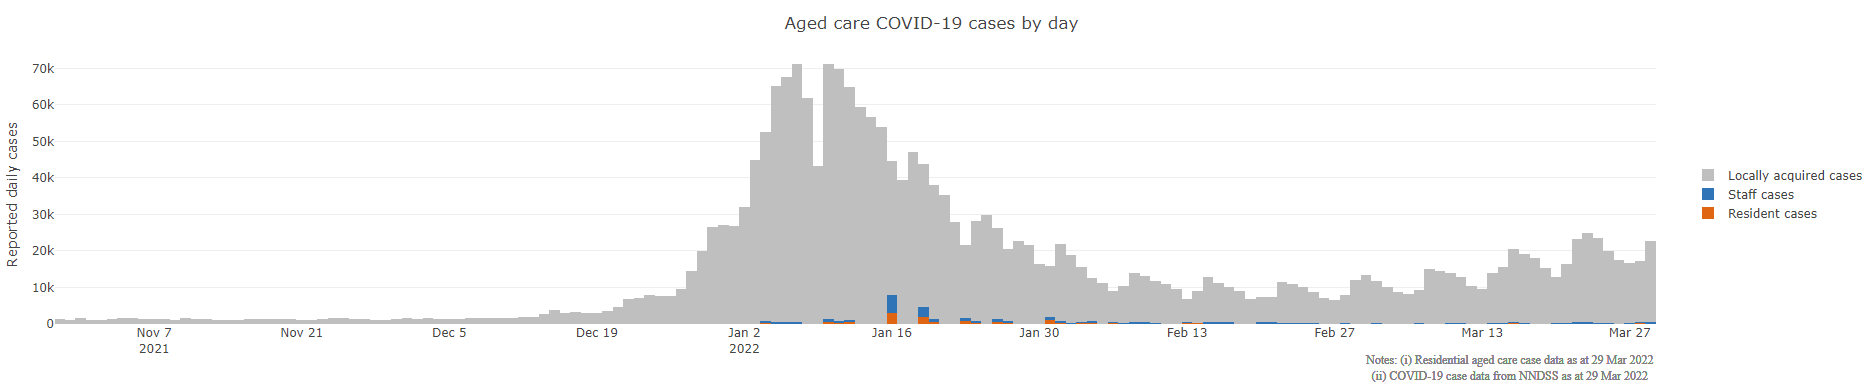 Aged care COVID-19 cases by day
Reported daily cases
70k
60k
50k
40k
30k
20k
10k
0
Nov 7
2021
Nov 21
Dec 5
Dec 19
Jan 2
2022
Jan 16
Jan 30
Feb 13
Feb 27
Mar 13
Mar 27
Locally acquired cases
Staff cases
Resident cases
Notes: (i) Residential aged care case data as at 29 Mar 2022
(ii) COVID-19 case data from NNDSS as at 29 Mar 2022